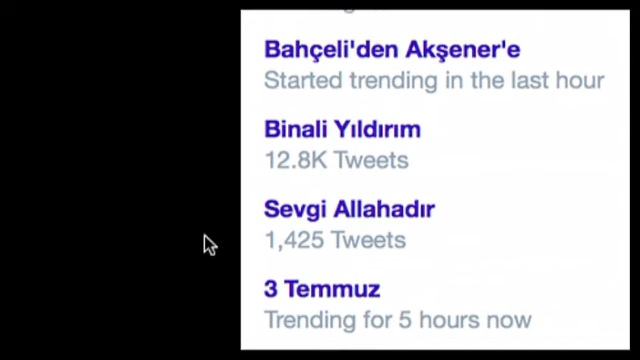 Bahçeli'den Akşener'e
Started trending in the last hour
Binali Yıldırım
12.8K Tweets
Sevgi Allahadır
1,425 Tweets
3 Temmuz
Trending for 5 hours now